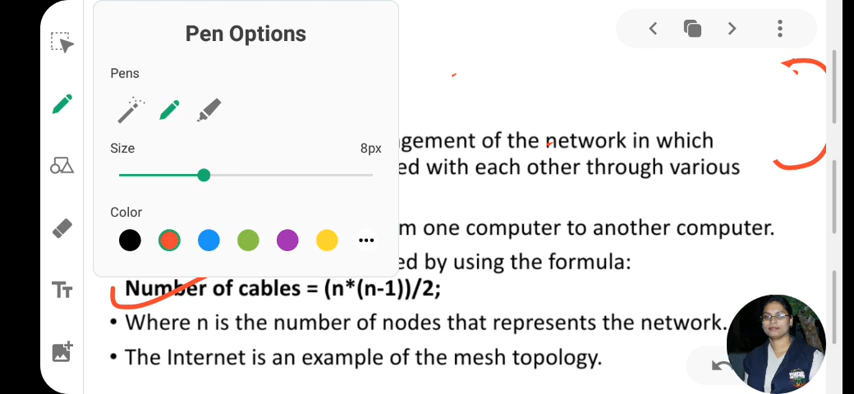 Pen Options
Pens
Size 8px
Color
gement of the network in which
ed with each other through various
m one computer to another computer.
ed by using the formula:
Number of cables = (n*(n-1))/2;
• Where n is the number of nodes that represents the network.
• The Internet is an example of the mesh topology.
Tт